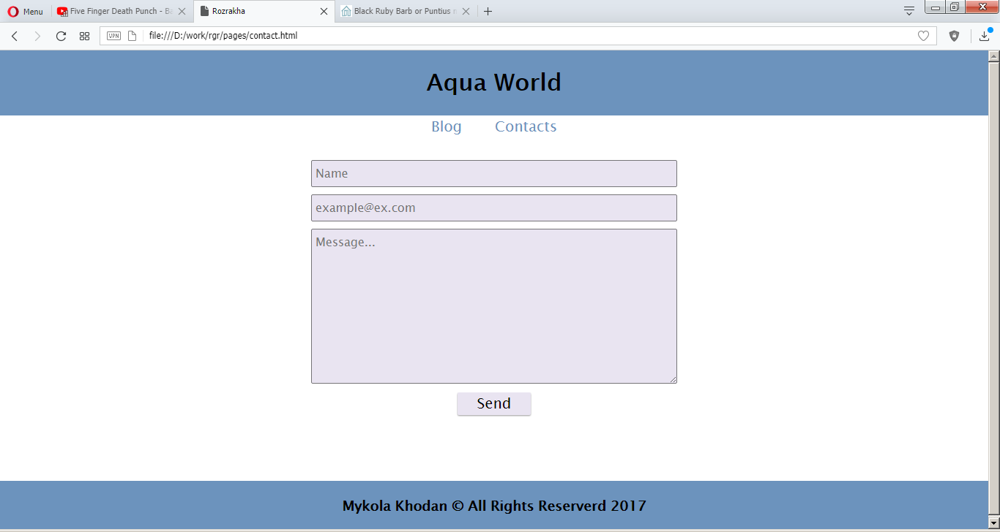 Menu
Five Finger Death Punch - Ba
Rozrakha
Black Ruby Barb or Puntius n
VPN
file:///D:/work/rgr/pages/contact.html
Aqua World
Blog Contacts
Name
example@ex.com
Message...
Send
Mykola Khodan © All Rights Reserverd 2017